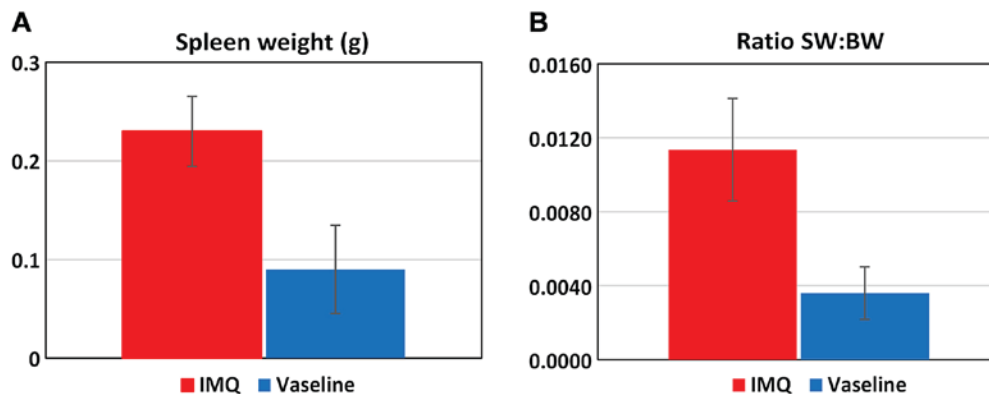 A
Spleen weight (g)
0.3
0.2
0.1
0
IMQ Vaseline
B
Ratio SW:BW
0.0160
0.0120
0.0080
0.0040
0.0000
IMQ Vaseline